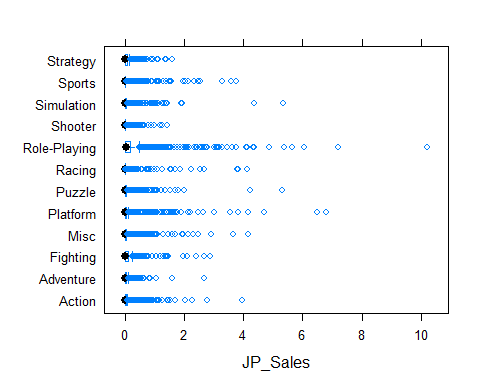 Strategy
Sports
Simulation
Shooter
Role-Playing
Racing
Puzzle
Platform
Misc
Fighting
Adventure
Action
0 2 4 6 8 10
JP_Sales